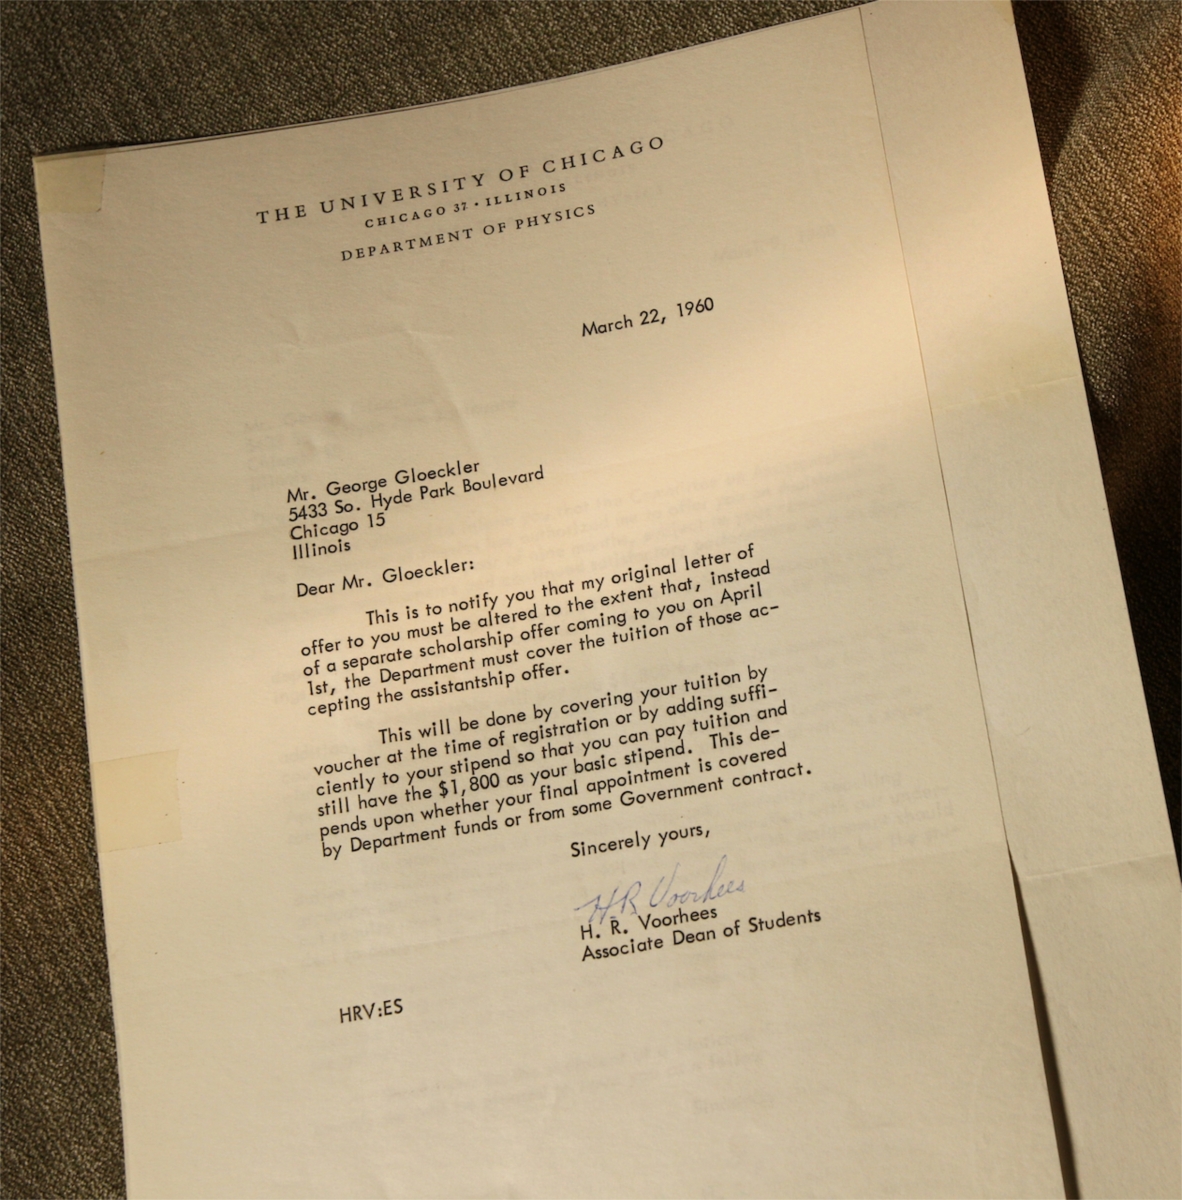 THE UNIVERSITY OF CHICAGO
CHICAGO 37 · ILLINOIS
DEPARTMENT OF PHYSICS
March 22, 1960
Mr. George Gloeckler
5433 So. Hyde Park Boulevard
Chicago 15
Illinois
Dear Mr. Gloeckler:
This is to notify you that my original letter of
offer to you must be altered to the extent that, instead
of a separate scholarship offer coming to you on April
1st, the Department must cover the tuition of those ac-
cepting the assistantship offer.
This will be done by covering your tuition by
voucher at the time of registration or by adding suffi-
ciently to your stipend so that you can pay tuition and
still have the $1,800 as your basic stipend. This de-
pends upon whether your final appointment is covered
by Department funds or from some Government contract.
Sincerely yours,
H R Voorhees
H. R. Voorhees
Associate Dean of Students
HRV:ES